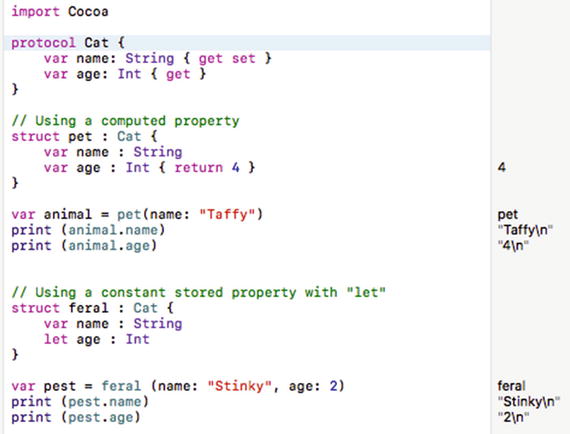 import Cocoa
protocol Cat {
    var name: String { get set }
    var age: Int { get }
}
// Using a computed property
struct pet : Cat {
    var name : String
    var age : Int { return 4 }    4
}
var animal = pet(name: "Taffy")    pet
print (animal.name)    "Taffy\n"
print (animal.age)    "4\n"
// Using a constant stored property with "let"
struct feral : Cat {
    var name : String
    let age : Int
}
var pest = feral (name: "Stinky", age: 2)    feral
print (pest.name)    "Stinky\n"
print (pest.age)    "2\n"